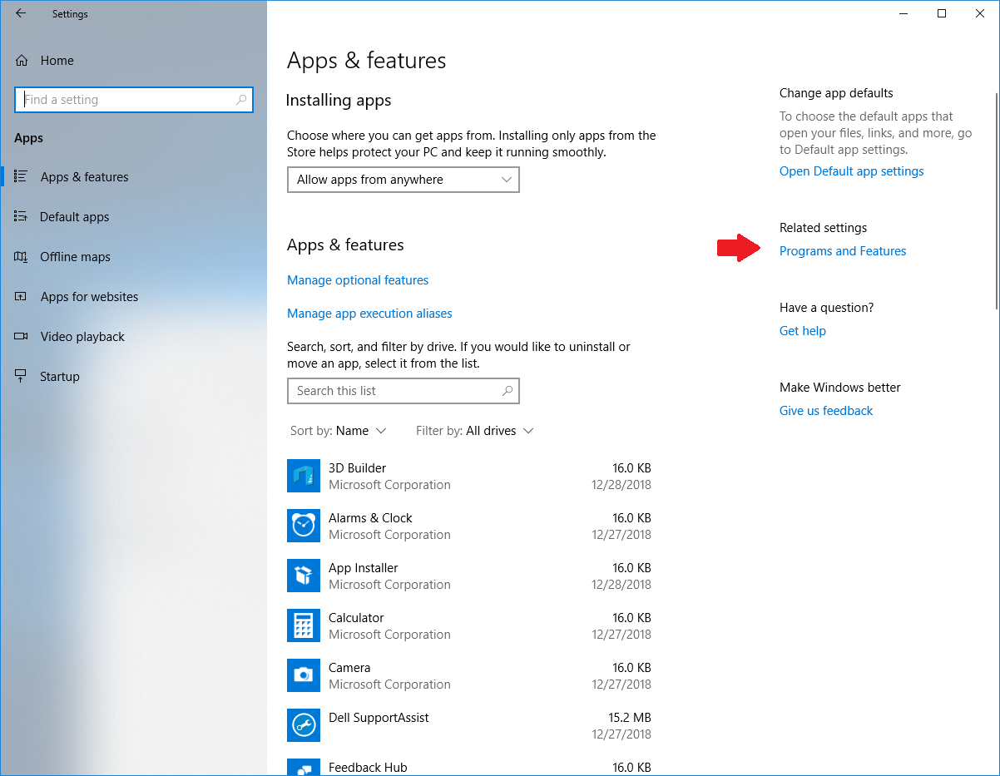 Settings
Home
Find a setting
Apps
Apps & features
Default apps
Offline maps
Apps for websites
Video playback
Startup
Apps & features
Installing apps
Choose where you can get apps from. Installing only apps from the
Store helps protect your PC and keep it running smoothly.
Allow apps from anywhere
Apps & features
Manage optional features
Manage app execution aliases
Search, sort, and filter by drive. If you would like to uninstall or
move an app, select it from the list.
Search this list
Sort by: Name Filter by: All drives
3D Builder 16.0 KB
Microsoft Corporation 12/28/2018
Alarms & Clock 16.0 KB
Microsoft Corporation 12/27/2018
App Installer 16.0 KB
Microsoft Corporation 12/28/2018
Calculator 16.0 KB
Microsoft Corporation 12/27/2018
Camera 16.0 KB
Microsoft Corporation 12/27/2018
Dell SupportAssist 15.2 MB
12/27/2018
Feedback Hub 16.0 KB
Change app defaults
To choose the default apps that
open your files, links, and more, go
to Default app settings.
Open Default app settings
Related settings
Programs and Features
Have a question?
Get help
Make Windows better
Give us feedback